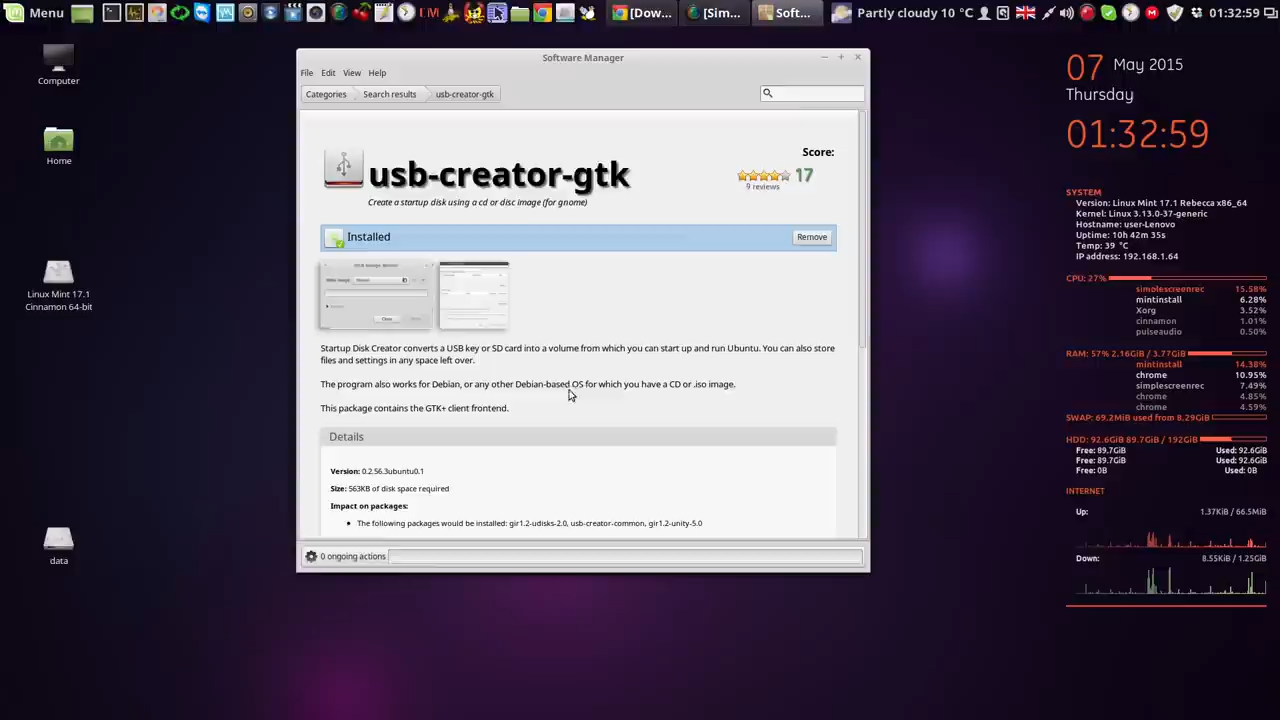 Menu
[Dow...
[Sim...
Soft...
Partly cloudy 10 °C
01:32:59
Computer
Home
Linux Mint 17.1
Cinnamon 64-bit
data
Software Manager
File Edit View Help
Categories Search results usb-creator-gtk
usb-creator-gtk
Create a startup disk using a cd or disc image (for gnome)
Score:
17
9 reviews
Installed
Remove
Startup Disk Creator converts a USB key or SD card into a volume from which you can start up and run Ubuntu. You can also store
files and settings in any space left over.
The program also works for Debian, or any other Debian-based OS for which you have a CD or .iso image.
This package contains the GTK+ client frontend.
Details
Version: 0.2.56.3ubuntu0.1
Size: 563KB of disk space required
Impact on packages:
• The following packages would be installed: gir1.2-udisks-2.0, usb-creator-common, gir1.2-unity-5.0
0 ongoing actions
07 May 2015
Thursday
01:32:59
SYSTEM
Version: Linux Mint 17.1 Rebecca x86_64
Kernel: Linux 3.13.0-37-generic
Hostname: user-Lenovo
Uptime: 10h 42m 35s
Temp: 39 °C
IP address: 192.168.1.64
CPU: 27%
simplescreenrec 15.58%
mintinstall 6.28%
Xorg 3.52%
cinnamon 1.01%
pulseaudio 0.50%
RAM: 57% 2.16GiB / 3.77GiB
mintinstall 14.38%
chrome 10.95%
simplescreenrec 7.49%
chrome 4.85%
chrome 4.59%
SWAP: 69.2MiB used from 8.29GiB
HDD: 92.6GiB 89.7GiB / 192GiB
Free: 89.7GiB Used: 92.6GiB
Free: 89.7GiB Used: 92.6GiB
Free: 0B Used: 0B
INTERNET
Up: 1.37KiB / 66.5MiB
Down: 8.55KiB / 1.25GiB